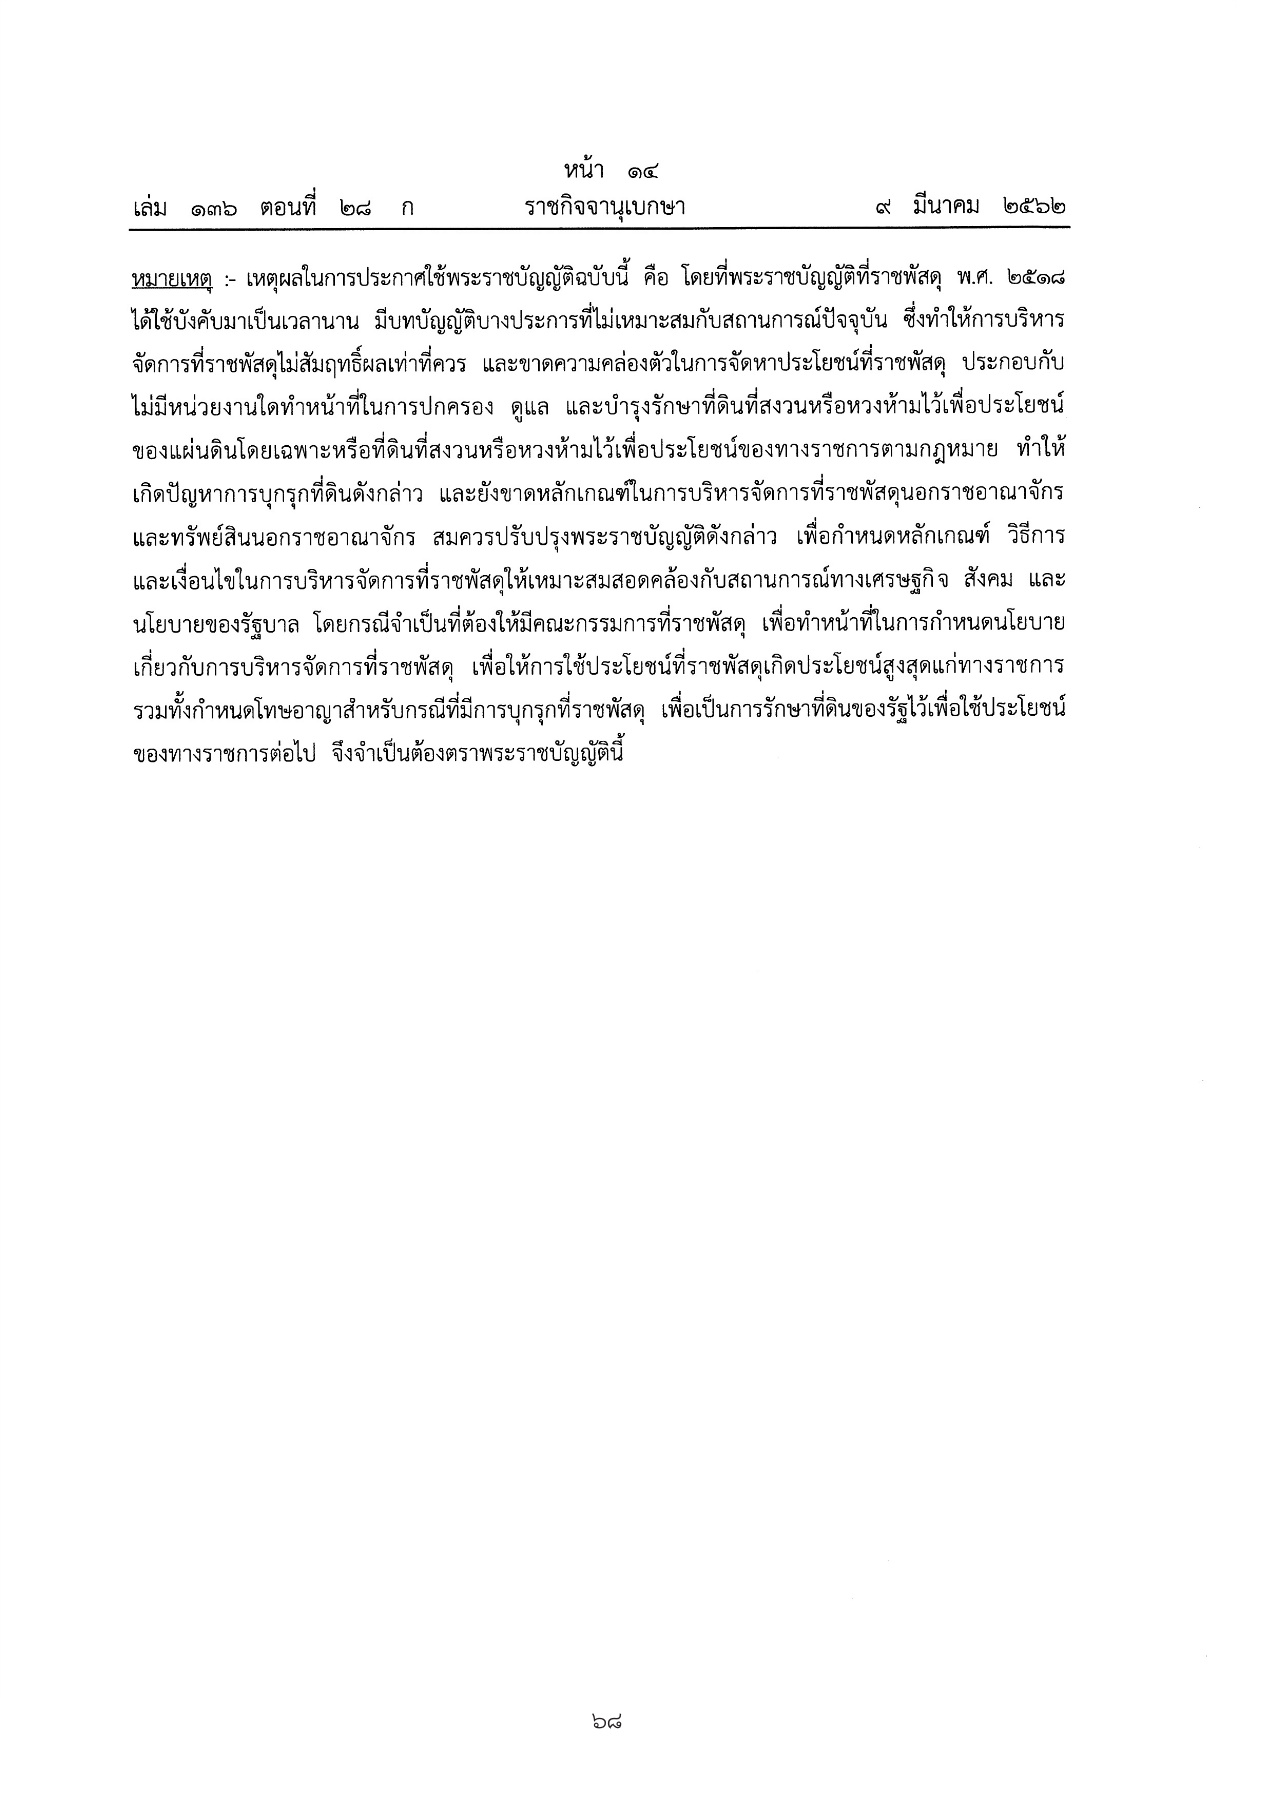 หน้า ๑๔
เล่ม ๑๓๖ ตอนที่ ๒๘ ก ราชกิจจานุเบกษา ๙ มีนาคม ๒๕๖๒
หมายเหตุ :- เหตุผลในการประกาศใช้พระราชบัญญัติฉบับนี้ คือ โดยที่พระราชบัญญัติที่ราชพัสดุ พ.ศ. ๒๕๑๘
ได้ใช้บังคับมาเป็นเวลานาน มีบทบัญญัติบางประการที่ไม่เหมาะสมกับสถานการณ์ปัจจุบัน ซึ่งทำให้การบริหาร
จัดการที่ราชพัสดุไม่สัมฤทธิ์ผลเท่าที่ควร และขาดความคล่องตัวในการจัดหาประโยชน์ที่ราชพัสดุ ประกอบกับ
ไม่มีหน่วยงานใดทำหน้าที่ในการปกครอง ดูแล และบำรุงรักษาที่ดินที่สงวนหรือหวงห้ามไว้เพื่อประโยชน์
ของแผ่นดินโดยเฉพาะหรือที่ดินที่สงวนหรือหวงห้ามไว้เพื่อประโยชน์ของทางราชการตามกฎหมาย ทำให้
เกิดปัญหาการบุกรุกที่ดินดังกล่าว และยังขาดหลักเกณฑ์ในการบริหารจัดการที่ราชพัสดุนอกราชอาณาจักร
และทรัพย์สินนอกราชอาณาจักร สมควรปรับปรุงพระราชบัญญัติดังกล่าว เพื่อกำหนดหลักเกณฑ์ วิธีการ
และเงื่อนไขในการบริหารจัดการที่ราชพัสดุให้เหมาะสมสอดคล้องกับสถานการณ์ทางเศรษฐกิจ สังคม และ
นโยบายของรัฐบาล โดยกรณีจำเป็นที่ต้องให้มีคณะกรรมการที่ราชพัสดุ เพื่อทำหน้าที่ในการกำหนดนโยบาย
เกี่ยวกับการบริหารจัดการที่ราชพัสดุ เพื่อให้การใช้ประโยชน์ที่ราชพัสดุเกิดประโยชน์สูงสุดแก่ทางราชการ
รวมทั้งกำหนดโทษอาญาสำหรับกรณีที่มีการบุกรุกที่ราชพัสดุ เพื่อเป็นการรักษาที่ดินของรัฐไว้เพื่อใช้ประโยชน์
ของทางราชการต่อไป จึงจำเป็นต้องตราพระราชบัญญัตินี้
๖๘